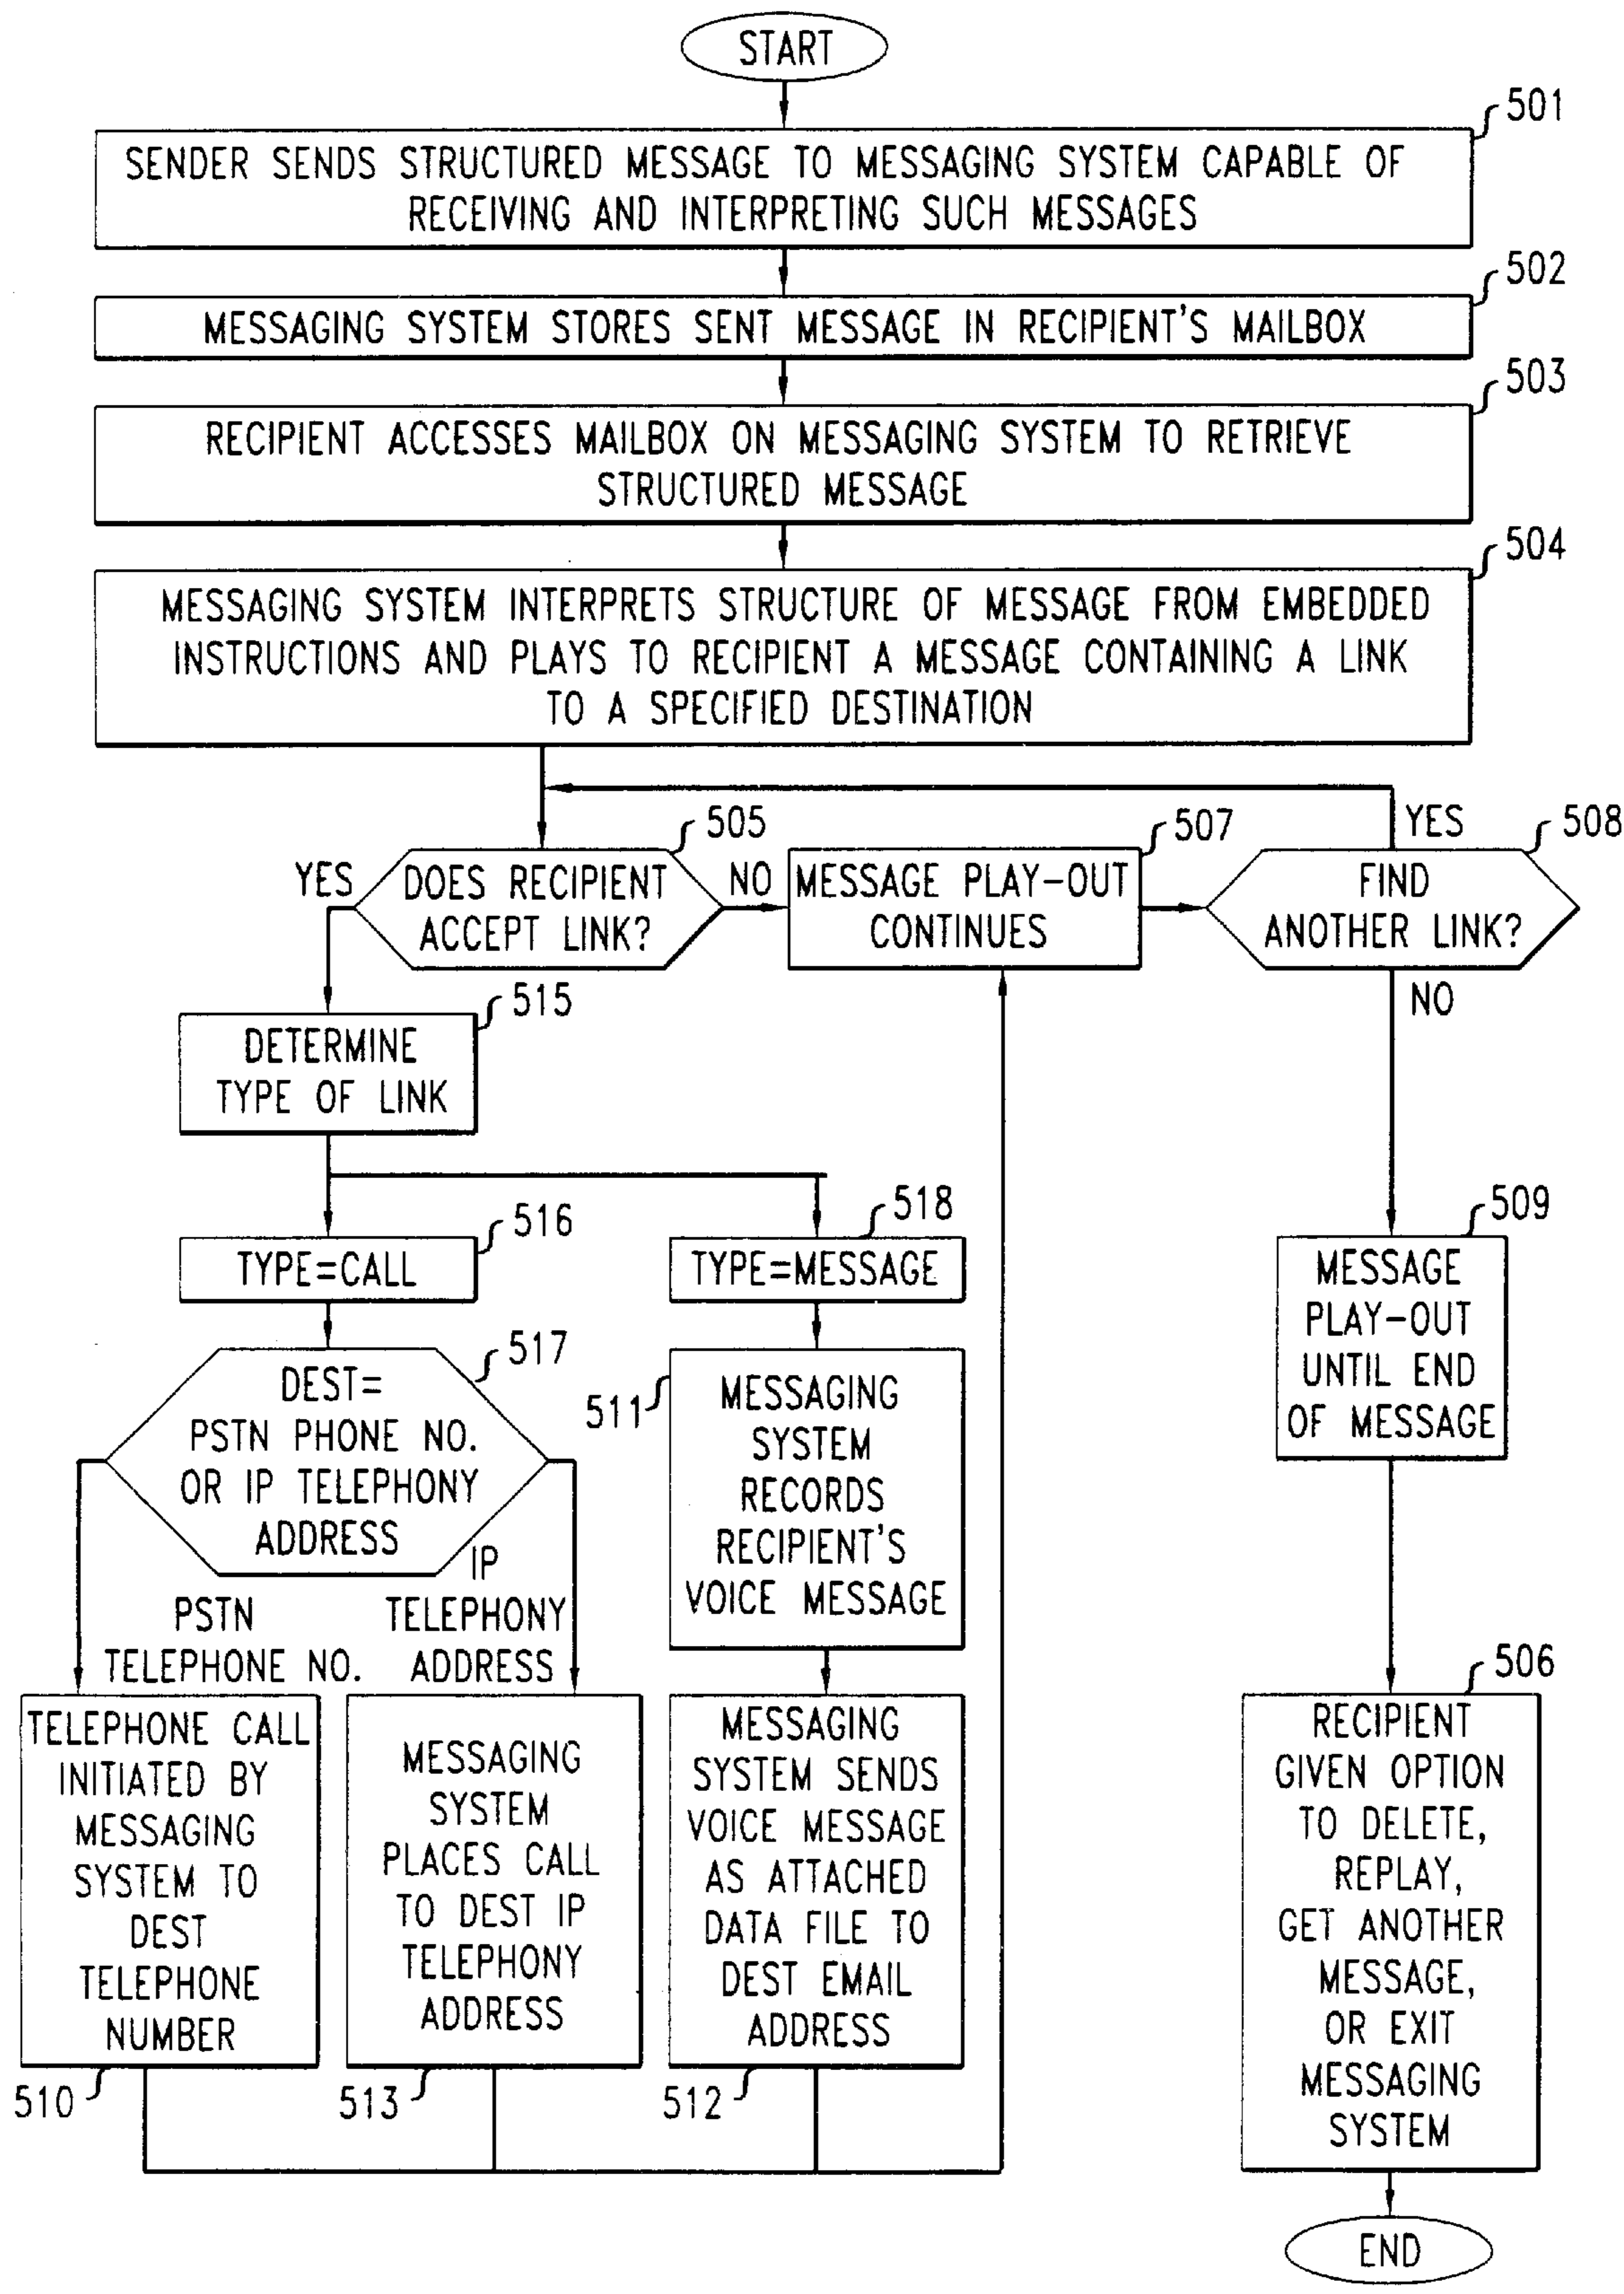 START
501
SENDER SENDS STRUCTURED MESSAGE TO MESSAGING SYSTEM CAPABLE OF
RECEIVING AND INTERPRETING SUCH MESSAGES
502
MESSAGING SYSTEM STORES SENT MESSAGE IN RECIPIENT'S MAILBOX
503
RECIPIENT ACCESSES MAILBOX ON MESSAGING SYSTEM TO RETRIEVE
STRUCTURED MESSAGE
504
MESSAGING SYSTEM INTERPRETS STRUCTURE OF MESSAGE FROM EMBEDDED
INSTRUCTIONS AND PLAYS TO RECIPIENT A MESSAGE CONTAINING A LINK
TO A SPECIFIED DESTINATION
505
YES
DOES RECIPIENT
ACCEPT LINK?
NO
507
MESSAGE PLAY-OUT
CONTINUES
YES
508
FIND
ANOTHER LINK?
NO
515
DETERMINE
TYPE OF LINK
516
TYPE=CALL
518
TYPE=MESSAGE
517
DEST=
PSTN PHONE NO.
OR IP TELEPHONY
ADDRESS
PSTN
TELEPHONE NO.
IP
TELEPHONY
ADDRESS
511
MESSAGING
SYSTEM
RECORDS
RECIPIENT'S
VOICE MESSAGE
509
MESSAGE
PLAY-OUT
UNTIL END
OF MESSAGE
TELEPHONE CALL
INITIATED BY
MESSAGING
SYSTEM TO
DEST
TELEPHONE
NUMBER
510
MESSAGING
SYSTEM
PLACES CALL
TO DEST IP
TELEPHONY
ADDRESS
513
MESSAGING
SYSTEM SENDS
VOICE MESSAGE
AS ATTACHED
DATA FILE TO
DEST EMAIL
ADDRESS
512
506
RECIPIENT
GIVEN OPTION
TO DELETE,
REPLAY,
GET ANOTHER
MESSAGE,
OR EXIT
MESSAGING
SYSTEM
END